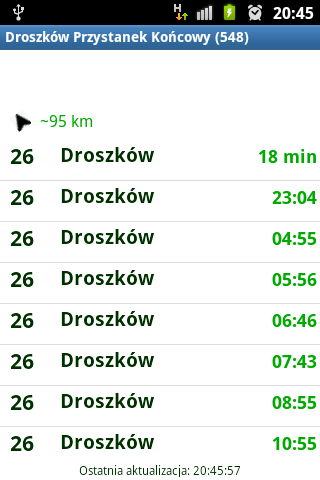 H 20:45
Droszków Przystanek Końcowy (548)
~95 km
26 Droszków 18 min
26 Droszków 23:04
26 Droszków 04:55
26 Droszków 05:56
26 Droszków 06:46
26 Droszków 07:43
26 Droszków 08:55
26 Droszków 10:55
Ostatnia aktualizacja: 20:45:57